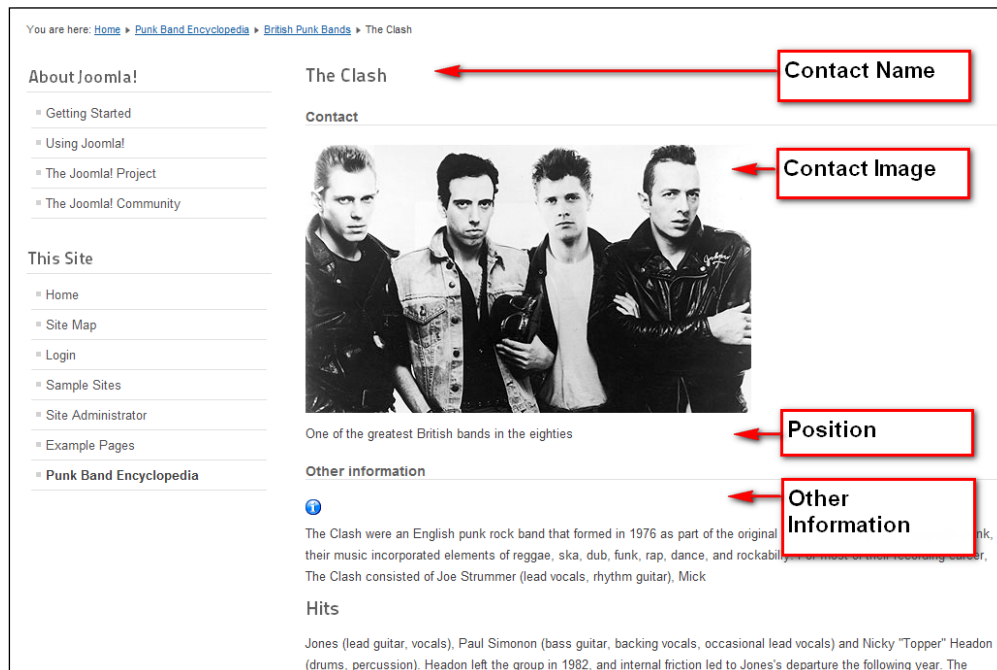 You are here: Home Punk Band Encyclopedia British Punk Bands The Clash
About Joomla!
Getting Started
Using Joomla!
The Joomla! Project
The Joomla! Community
This Site
Home
Site Map
Login
Sample Sites
Site Administrator
Example Pages
Punk Band Encyclopedia
The Clash
Contact Name
Contact
Contact Image
One of the greatest British bands in the eighties
Position
Other information
Other
Information
The Clash were an English punk rock band that formed in 1976 as part of the original
their music incorporated elements of reggae, ska, dub, funk, rap, dance, and rockabilly. For most of their recording career,
The Clash consisted of Joe Strummer (lead vocals, rhythm guitar), Mick
Hits
Jones (lead guitar, vocals), Paul Simonon (bass guitar, backing vocals, occasional lead vocals) and Nicky "Topper" Headon
(drums, percussion). Headon left the group in 1982, and internal friction led to Jones's departure the following year. The